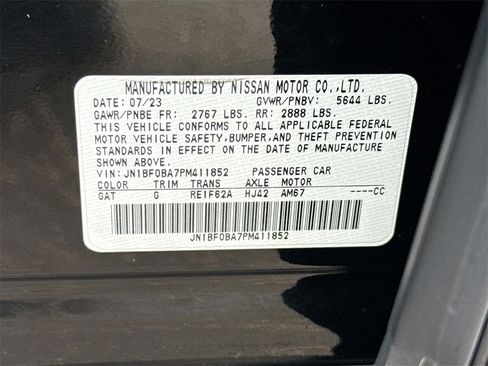 MANUFACTURED BY NISSAN MOTOR CO.,LTD.
DATE: 07/23 GVWR/PNBV: 5644 LBS.
GAWR/PNBE FR: 2767 LBS. RR: 2888 LBS.
THIS VEHICLE CONFORMS TO ALL APPLICABLE FEDERAL
MOTOR VEHICLE SAFETY,BUMPER,AND THEFT PREVENTION
STANDARDS IN EFFECT ON THE DATE OF MANUFACTURE
SHOWN ABOVE.
VIN: JN1BF0BA7PM411852 PASSENGER CAR
COLOR TRIM TRANS AXLE MOTOR
GAT G RE1F62A HJ42 AM67 ----CC
JN1BF0BA7PM411852